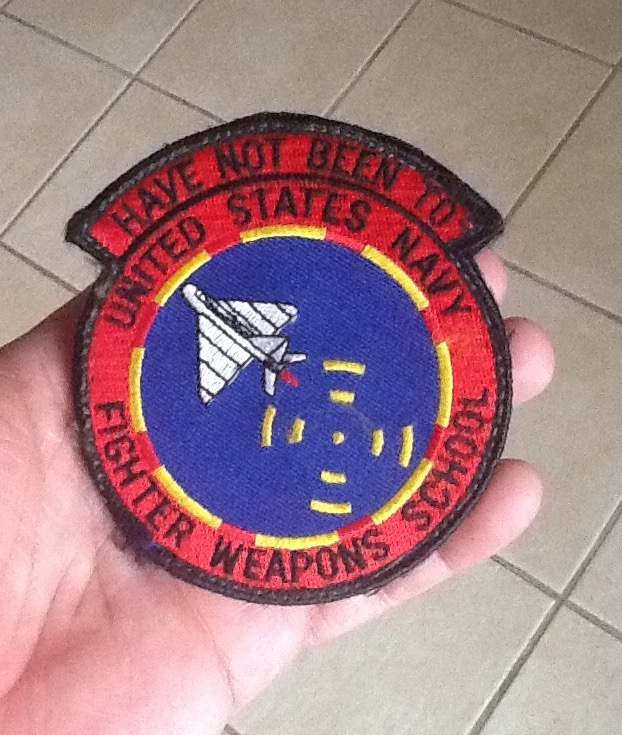 HAVE NOT BEEN TO
UNITED STATES NAVY
FIGHTER WEAPONS SCHOOL